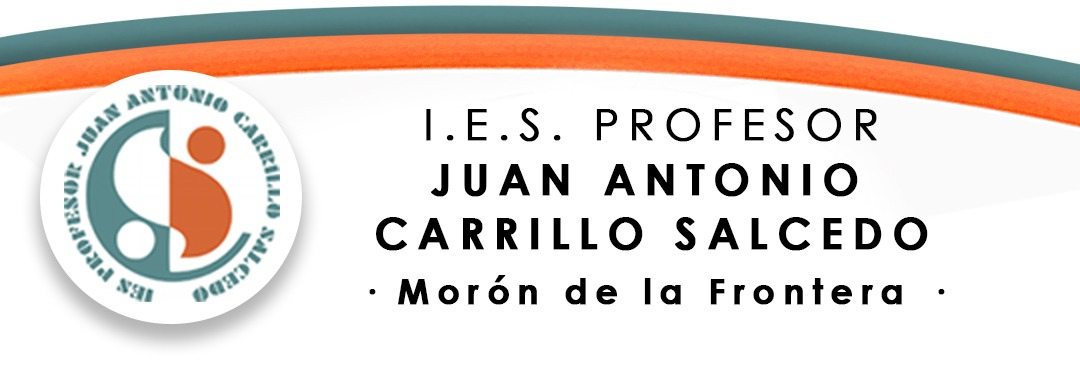 IES PROFESOR JUAN ANTONIO CARRILLO SALCEDO
I.E.S. PROFESOR
JUAN ANTONIO
CARRILLO SALCEDO
· Morón de la Frontera ·